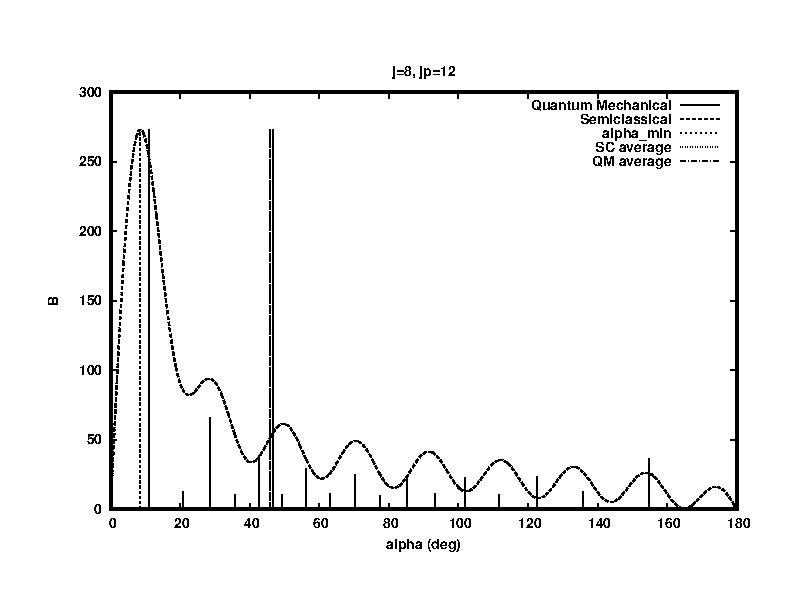 j=8, jp=12
300
250
200
150
100
50
0
B
Quantum Mechanical
Semiclassical
alpha_min
SC average
QM average
0 20 40 60 80 100 120 140 160 180
alpha (deg)